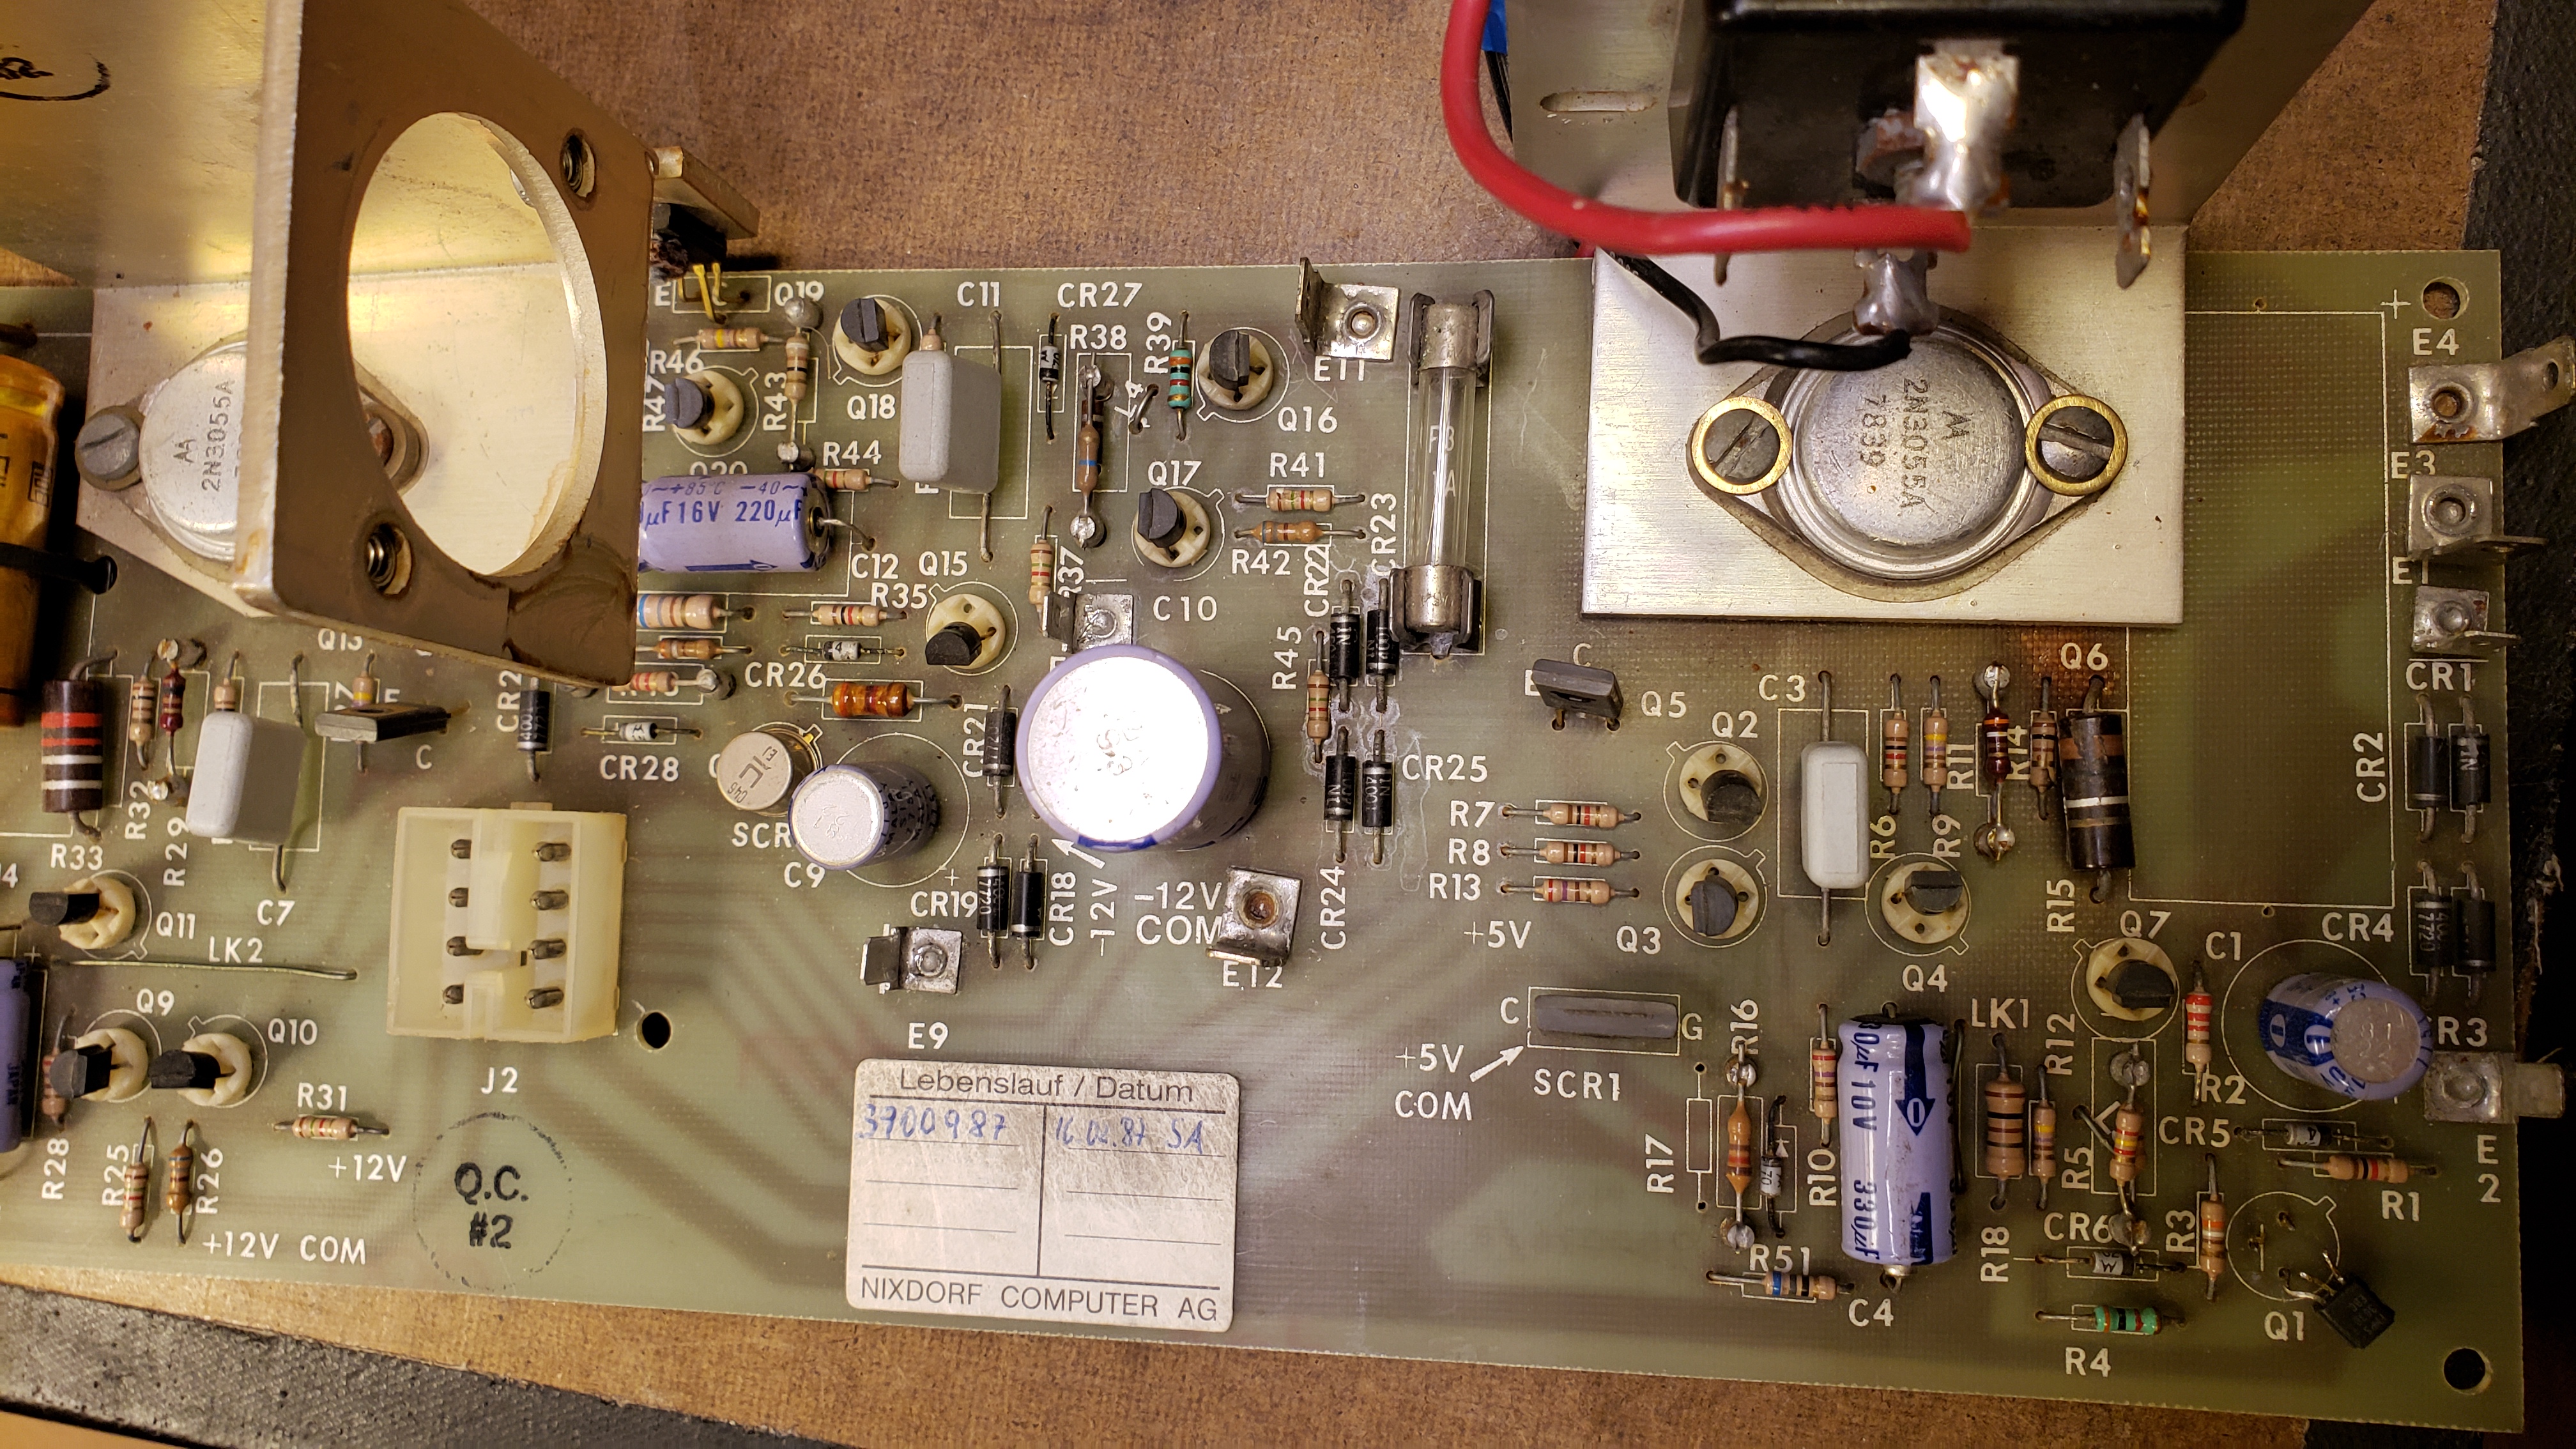 E
Q19
C11
CR27
+
E4
R46
R38
R39
R47
R43
Q18
E11
Q16
2N3055A
2N3055A
7839
E3
Q20
R44
Q17
R41
~+85°C -40~
µF16V 220µF
CR23
C12
Q15
R42
R35
R37
CR22
C10
E1
Q13
R45
CR26
C
E
Q5
C3
Q6
CR1
Q2
CR21
C
CR28
CR25
R11
R14
CR2
R32
SCR
C9
R7
R33
R29
R8
R6
R9
C7
R13
CR19
CR18
-12V
-12V
COM
CR24
R15
Q11
+5V
Q3
Q7
C1
CR4
LK2
E12
Q4
Q9
Q10
E9
C
G
R16
LK1
R12
R3
+5V
COM
SCR1
J2
R31
JAPAN
R2
CR5
R28
R25
R26
+12V
R17
R10
R5
E
2
R1
Lebenslauf / Datum
3700987
NIXDORF COMPUTER AG
Q.C.
#2
+12V COM
10V 330µF
R18
CR6
R3
R51
C4
Q1
R4